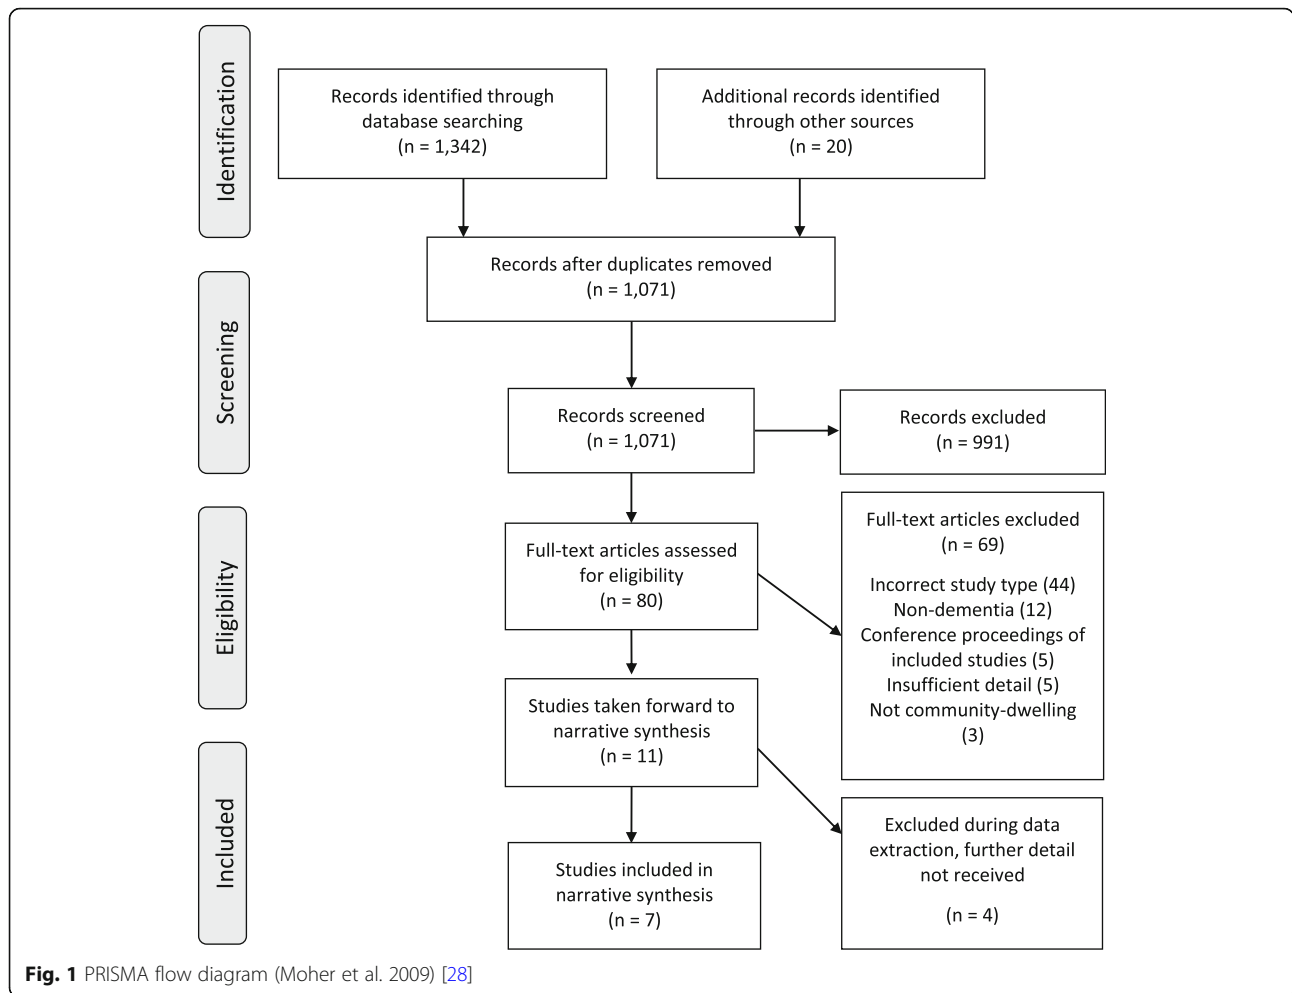 Identification
Records identified through
database searching
(n = 1,342)
Additional records identified
through other sources
(n = 20)
Records after duplicates removed
(n = 1,071)
Screening
Records screened
(n = 1,071)
Records excluded
(n = 991)
Eligibility
Full-text articles assessed
for eligibility
(n = 80)
Full-text articles excluded
(n = 69)
Incorrect study type (44)
Non-dementia (12)
Conference proceedings of
included studies (5)
Insufficient detail (5)
Not community-dwelling
(3)
Studies taken forward to
narrative synthesis
(n = 11)
Included
Excluded during data
extraction, further detail
not received
(n = 4)
Studies included in
narrative synthesis
(n = 7)
Fig. 1 PRISMA flow diagram (Moher et al. 2009) [28]